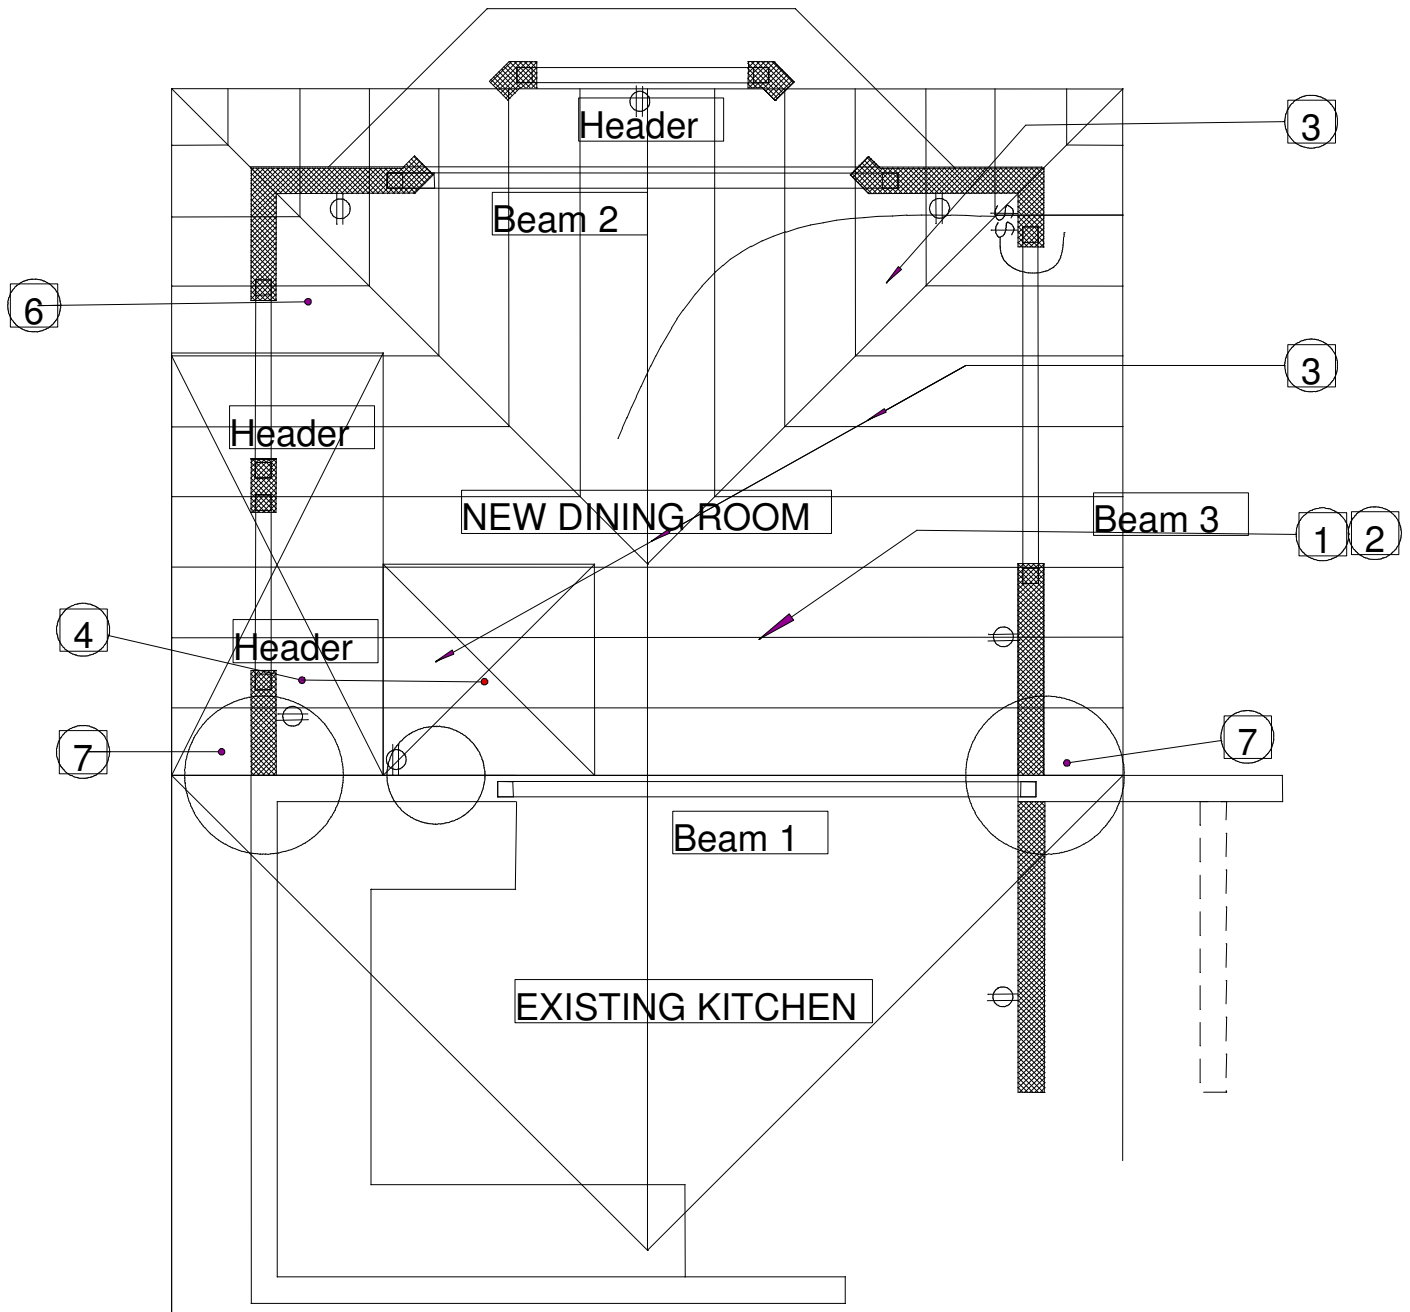 Header
3
Beam 2
SS
6
3
Header
NEW DINING ROOM
Beam 3
1 2
4
Header
7
7
Beam 1
EXISTING KITCHEN